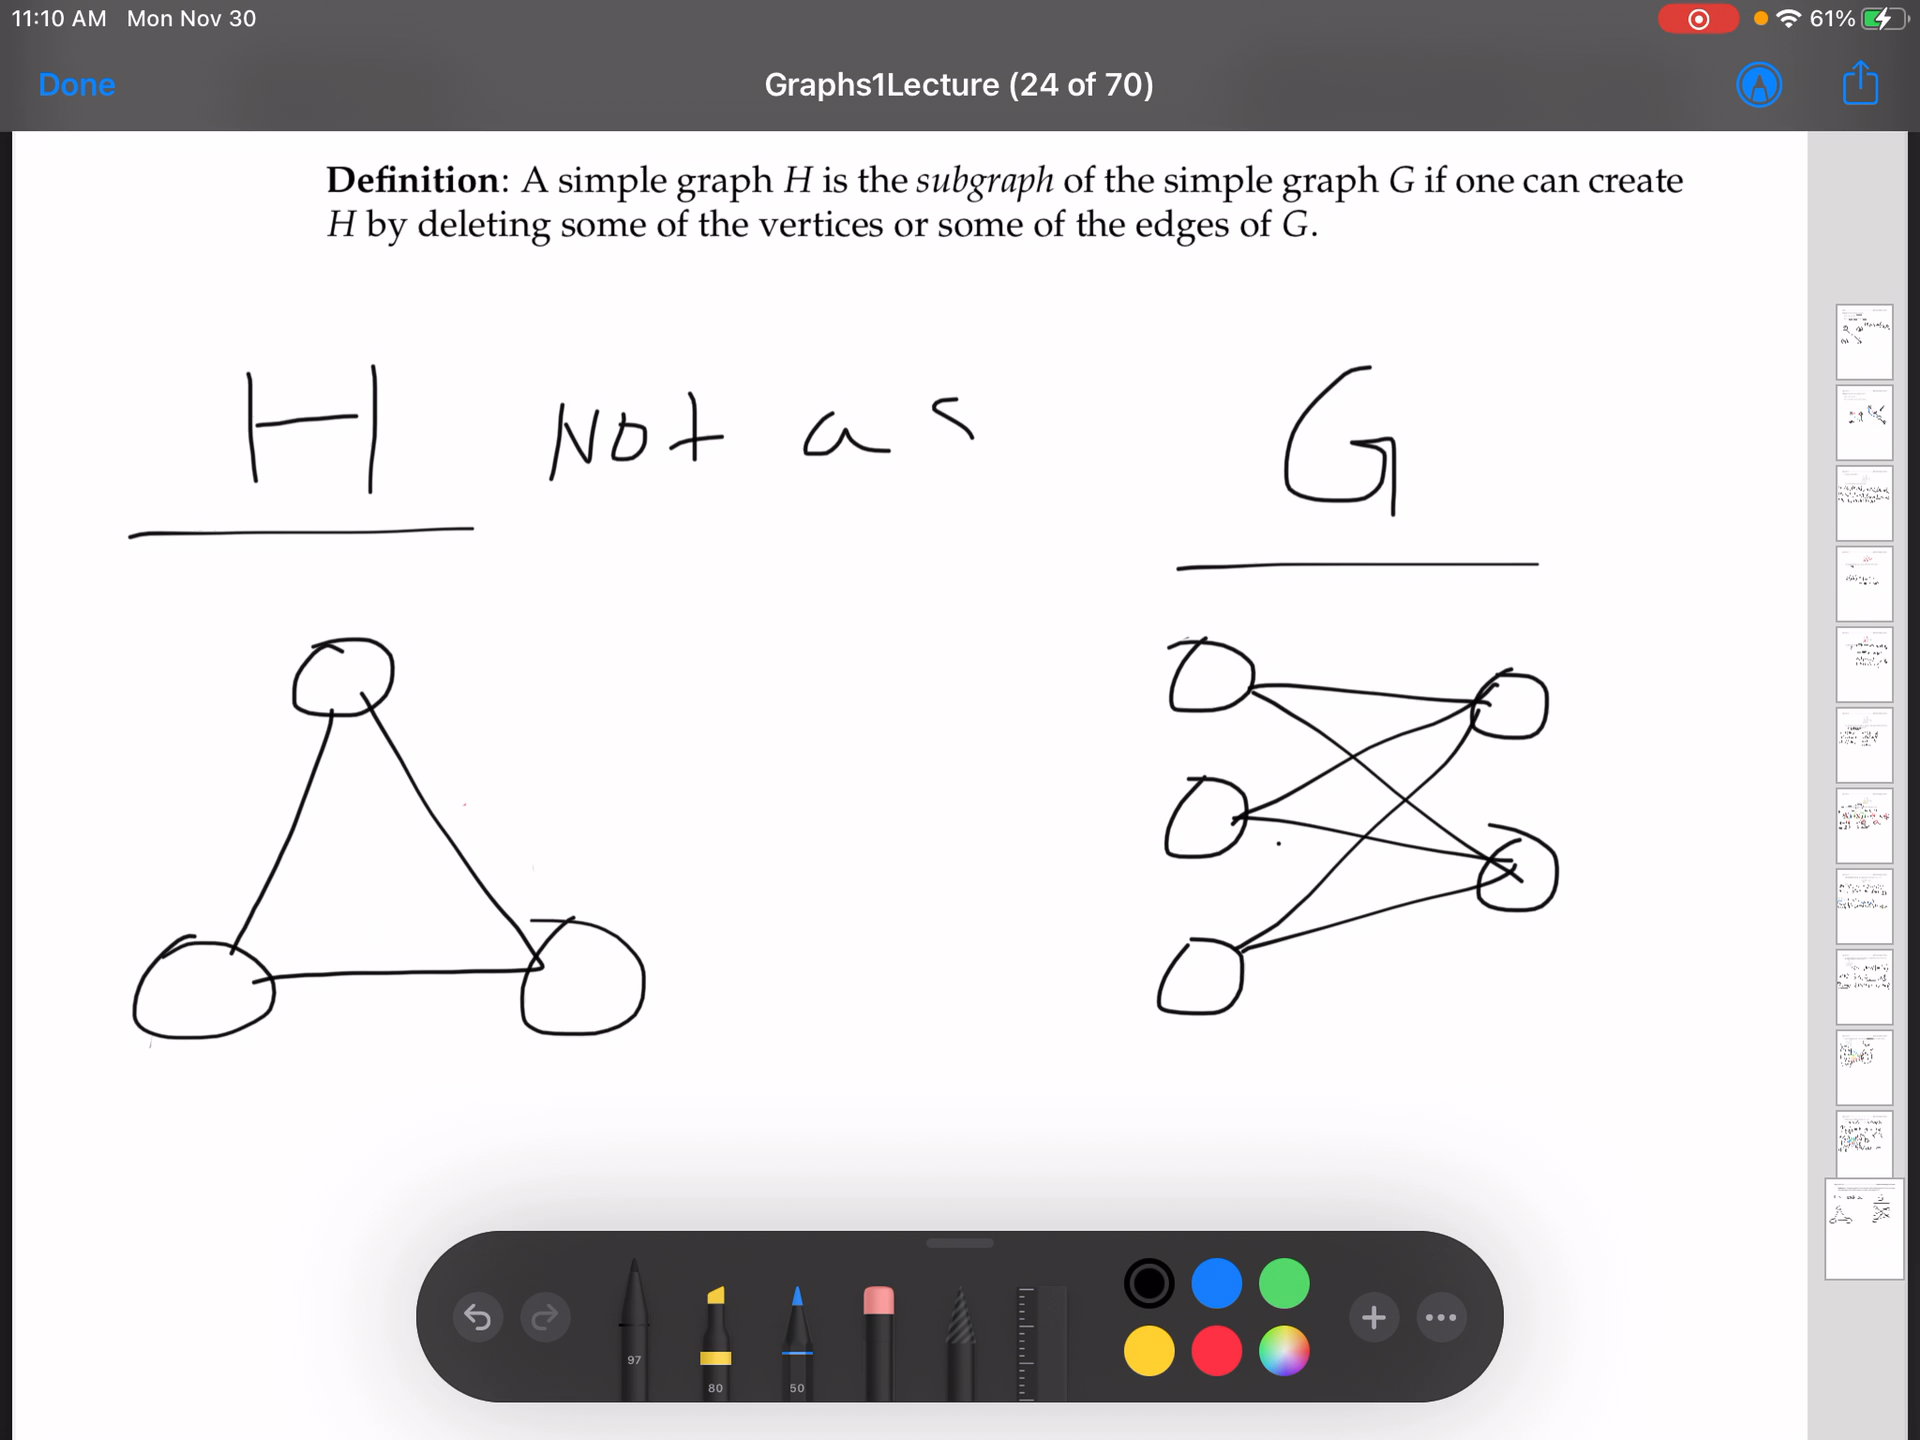 11:10 AM Mon Nov 30
61%
Done
Graphs1Lecture (24 of 70)
Definition: A simple graph H is the subgraph of the simple graph G if one can create
H by deleting some of the vertices or some of the edges of G.
H Not a s G
97
80
50